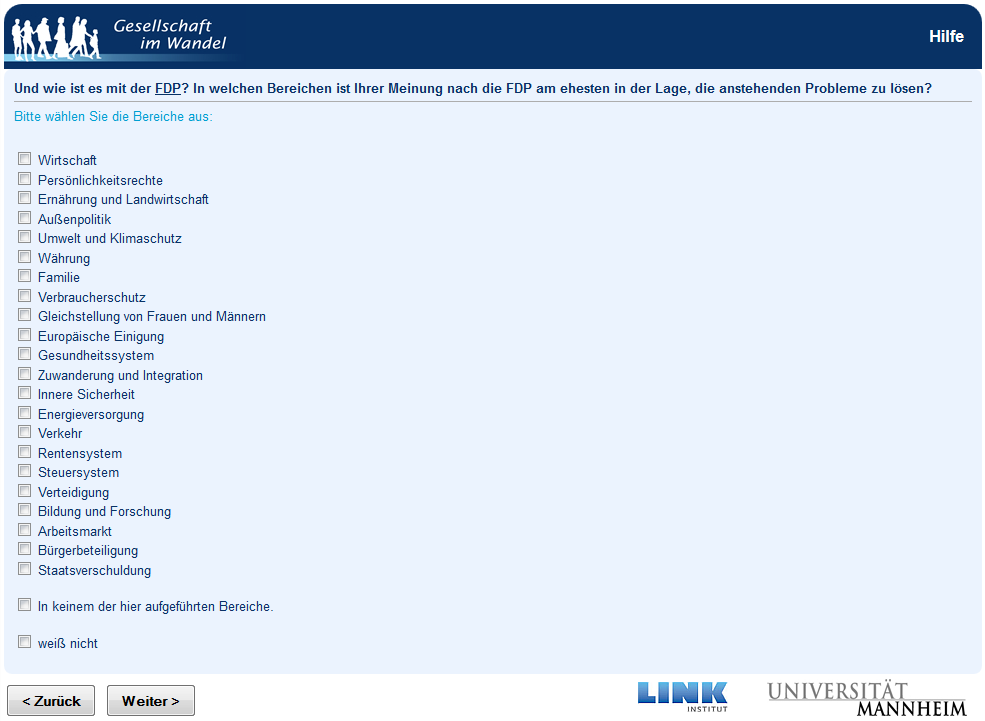 Gesellschaft
im Wandel
Hilfe
Und wie ist es mit der FDP? In welchen Bereichen ist Ihrer Meinung nach die FDP am ehesten in der Lage, die anstehenden Probleme zu lösen?
Bitte wählen Sie die Bereiche aus:
Wirtschaft
Persönlichkeitsrechte
Ernährung und Landwirtschaft
Außenpolitik
Umwelt und Klimaschutz
Währung
Familie
Verbraucherschutz
Gleichstellung von Frauen und Männern
Europäische Einigung
Gesundheitssystem
Zuwanderung und Integration
Innere Sicherheit
Energieversorgung
Verkehr
Rentensystem
Steuersystem
Verteidigung
Bildung und Forschung
Arbeitsmarkt
Bürgerbeteiligung
Staatsverschuldung
In keinem der hier aufgeführten Bereiche.
weiß nicht
< Zurück
Weiter >
LINK
INSTITUT
UNIVERSITÄT
MANNHEIM